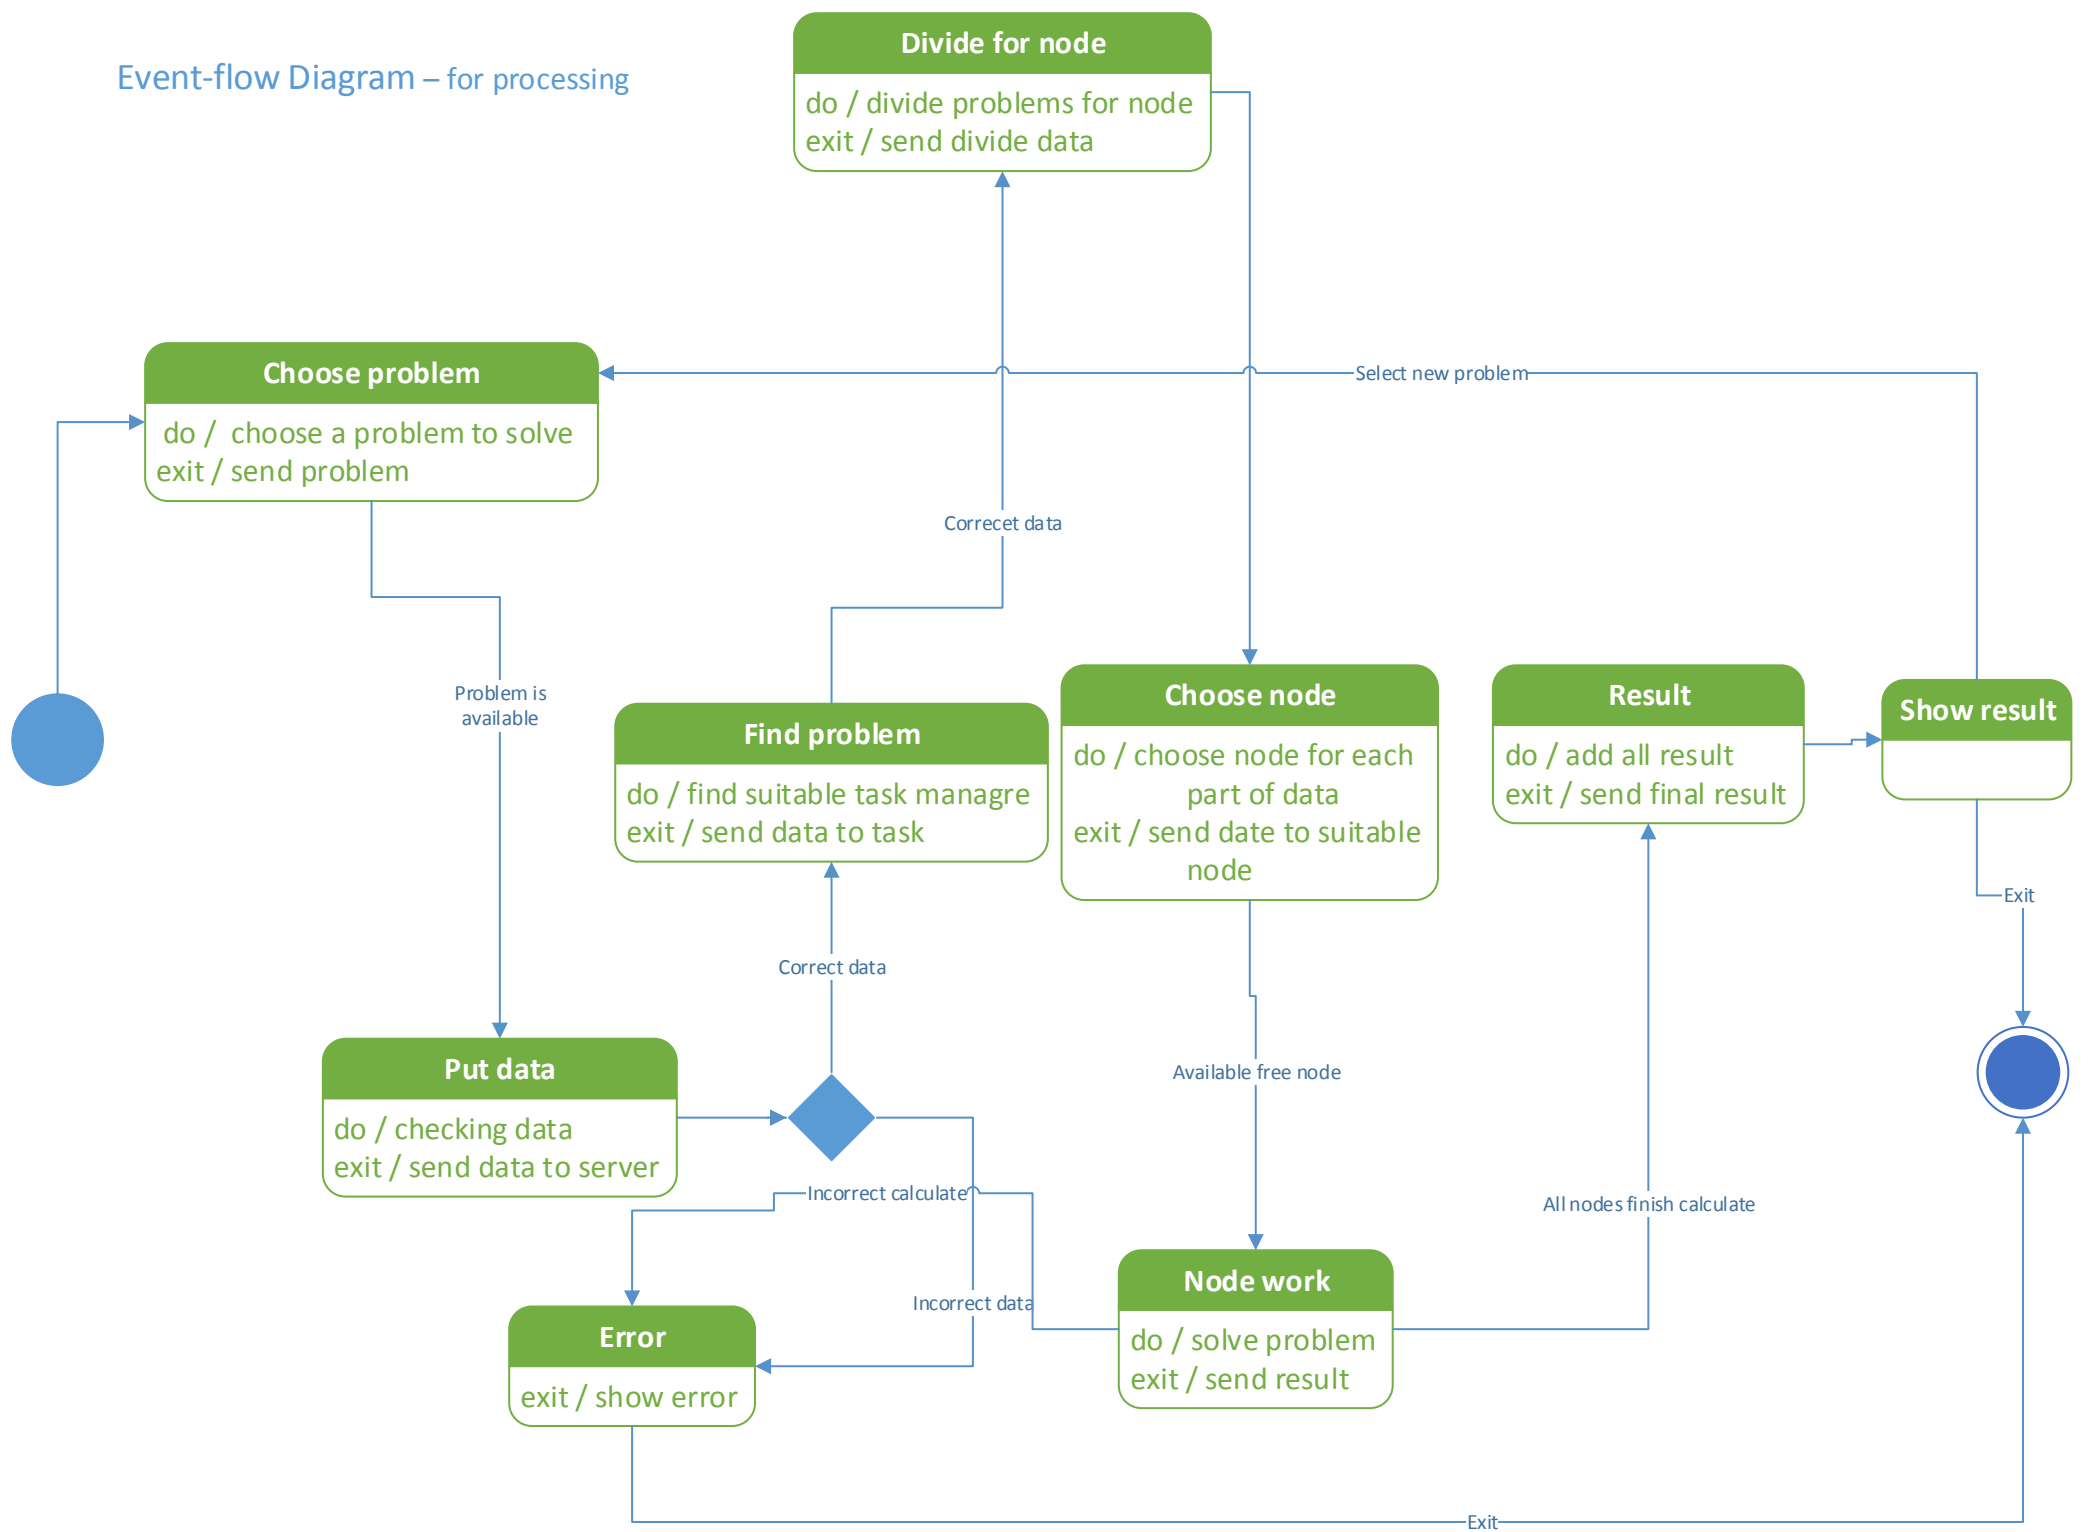 Event-flow Diagram – for processing
Divide for node
do / divide problems for node
exit / send divide data
Choose problem
do /  choose a problem to solve
exit / send problem
Select new problem
Correcet data
Problem is
available
Find problem
do / find suitable task managre
exit / send data to task
Choose node
do / choose node for each
part of data
exit / send date to suitable
node
Result
do / add all result
exit / send final result
Show result
Exit
Correct data
Available free node
Put data
do / checking data
exit / send data to server
Incorrect calculate
All nodes finish calculate
Incorrect data
Node work
do / solve problem
exit / send result
Error
exit / show error
Exit